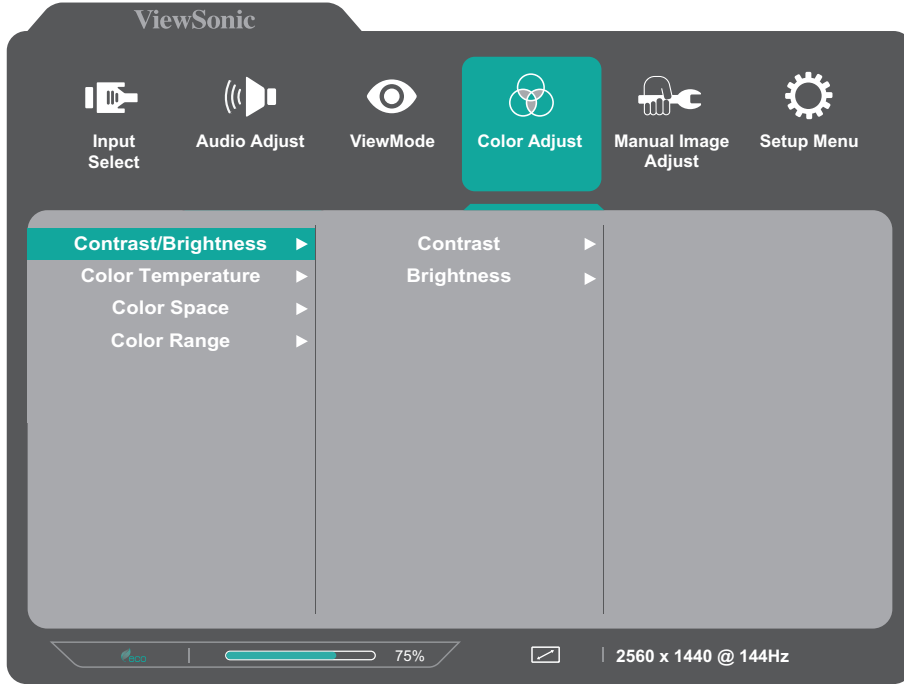 ViewSonic
Input Select
Audio Adjust
ViewMode
Color Adjust
Manual Image Adjust
Setup Menu
Contrast/Brightness
Contrast
Color Temperature
Brightness
Color Space
Color Range
eco
75%
2560 x 1440 @ 144Hz